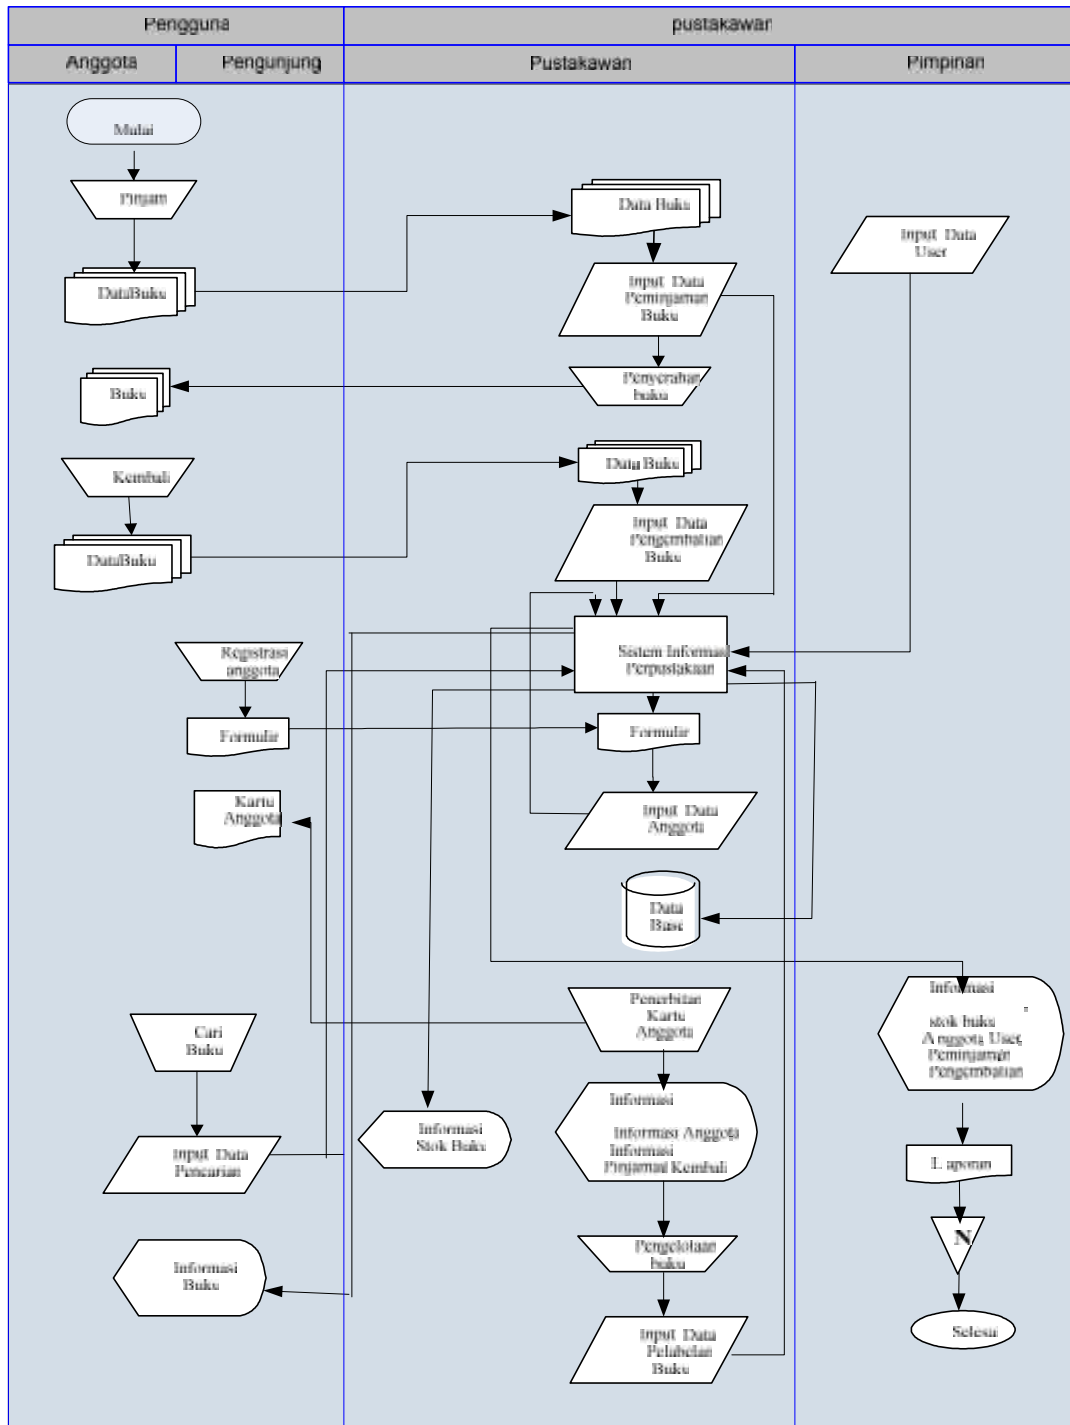 Pengguna
pustakawan
Anggota
Pengunjung
Pustakawan
Pimpinan
Mulai
Pinjam
Data Buku
Input Data
User
DataBuku
Input Data
Peminjaman
Buku
Buku
Penyerahan
buku
Kembali
Data Buku
DataBuku
Input Data
Pengembalian
Buku
Registrasi
anggota
Sistem Informasi
Perpustakaan
Formulir
Formulir
Kartu
Anggota
Input Data
Anggota
Data
Base
Informasi
stok buku
Anggota User,
Peminjaman
Pengembalian
Penerbitan
Kartu
Anggota
Cari
Buku
Informasi
Informasi Anggota
Informasi
Pinjaman Kembali
Informasi
Stok Buku
Input Data
Pencarian
Laporan
N
Pengelolaan
buku
Informasi
Buku
Input Data
Pelabelan
Buku
Selesai